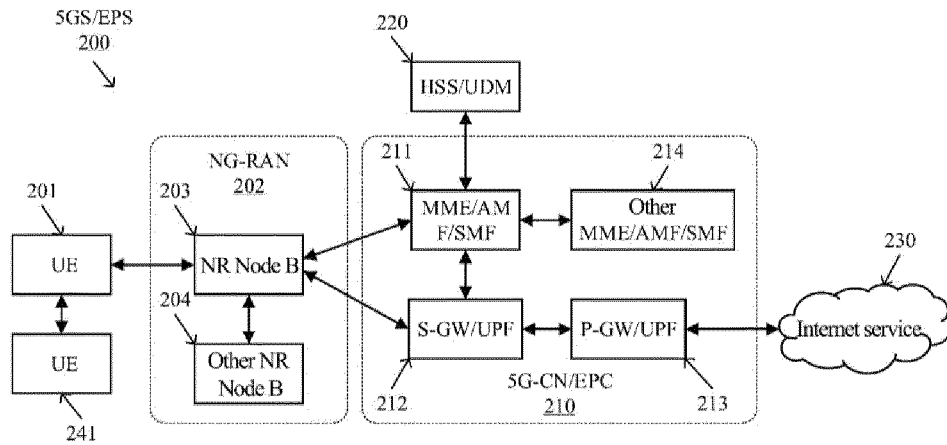 5GS/EPS
200
220
HSS/UDM
NG-RAN
202
211
214
201
203
MME/AM
F/SMF
Other
MME/AMF/SMF
230
UE
NR Node B
204
S-GW/UPF
P-GW/UPF
Internet service
UE
Other NR
Node B
5G-CN/EPC
241
212
210
213